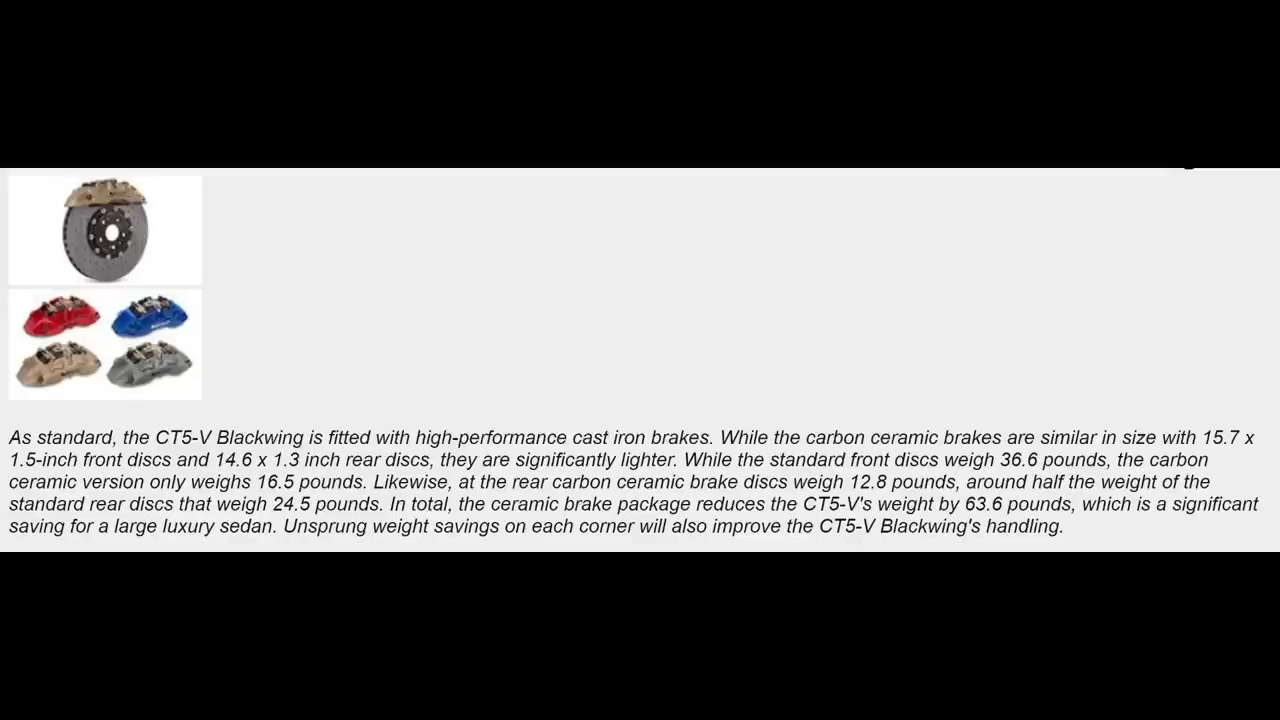 As standard, the CT5-V Blackwing is fitted with high-performance cast iron brakes. While the carbon ceramic brakes are similar in size with 15.7 x
1.5-inch front discs and 14.6 x 1.3 inch rear discs, they are significantly lighter. While the standard front discs weigh 36.6 pounds, the carbon
ceramic version only weighs 16.5 pounds. Likewise, at the rear carbon ceramic brake discs weigh 12.8 pounds, around half the weight of the
standard rear discs that weigh 24.5 pounds. In total, the ceramic brake package reduces the CT5-V's weight by 63.6 pounds, which is a significant
saving for a large luxury sedan. Unsprung weight savings on each corner will also improve the CT5-V Blackwing's handling.